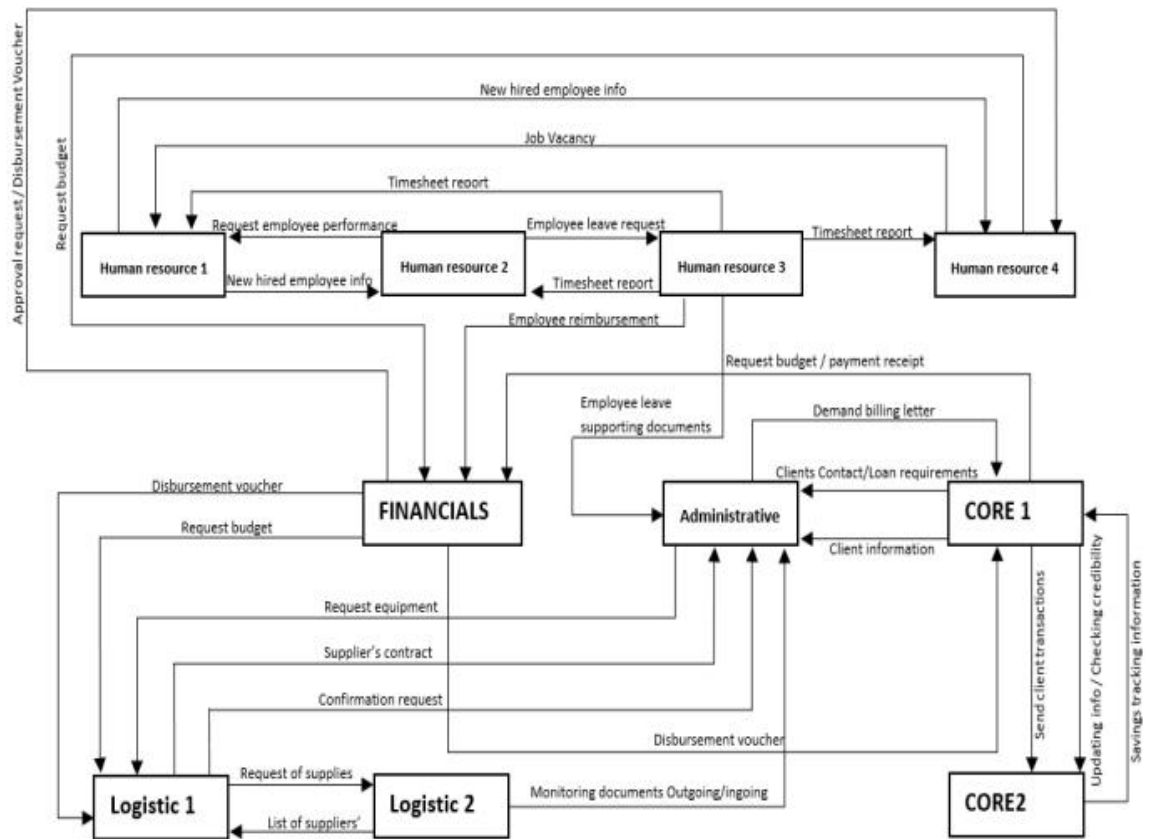 New hired employee info
Job Vacancy
Timesheet report
Request employee performance
Employee leave request
Timesheet report
Human resource 1
Human resource 2
Human resource 3
Human resource 4
New hired employee info
Timesheet report
Employee reimbursement
Approval request / Disbursement Voucher
Request budget
Request budget / payment receipt
Employee leave
supporting documents
Demand billing letter
Clients Contact/Loan requirements
Disbursement voucher
FINANCIALS
Administrative
CORE 1
Request budget
Client information
Request equipment
Supplier's contract
Confirmation request
Disbursement voucher
Send client transactions
Updating info / Checking credibility
Savings tracking information
Logistic 1
Request of supplies
Logistic 2
Monitoring documents Outgoing/ingoing
CORE2
List of suppliers'